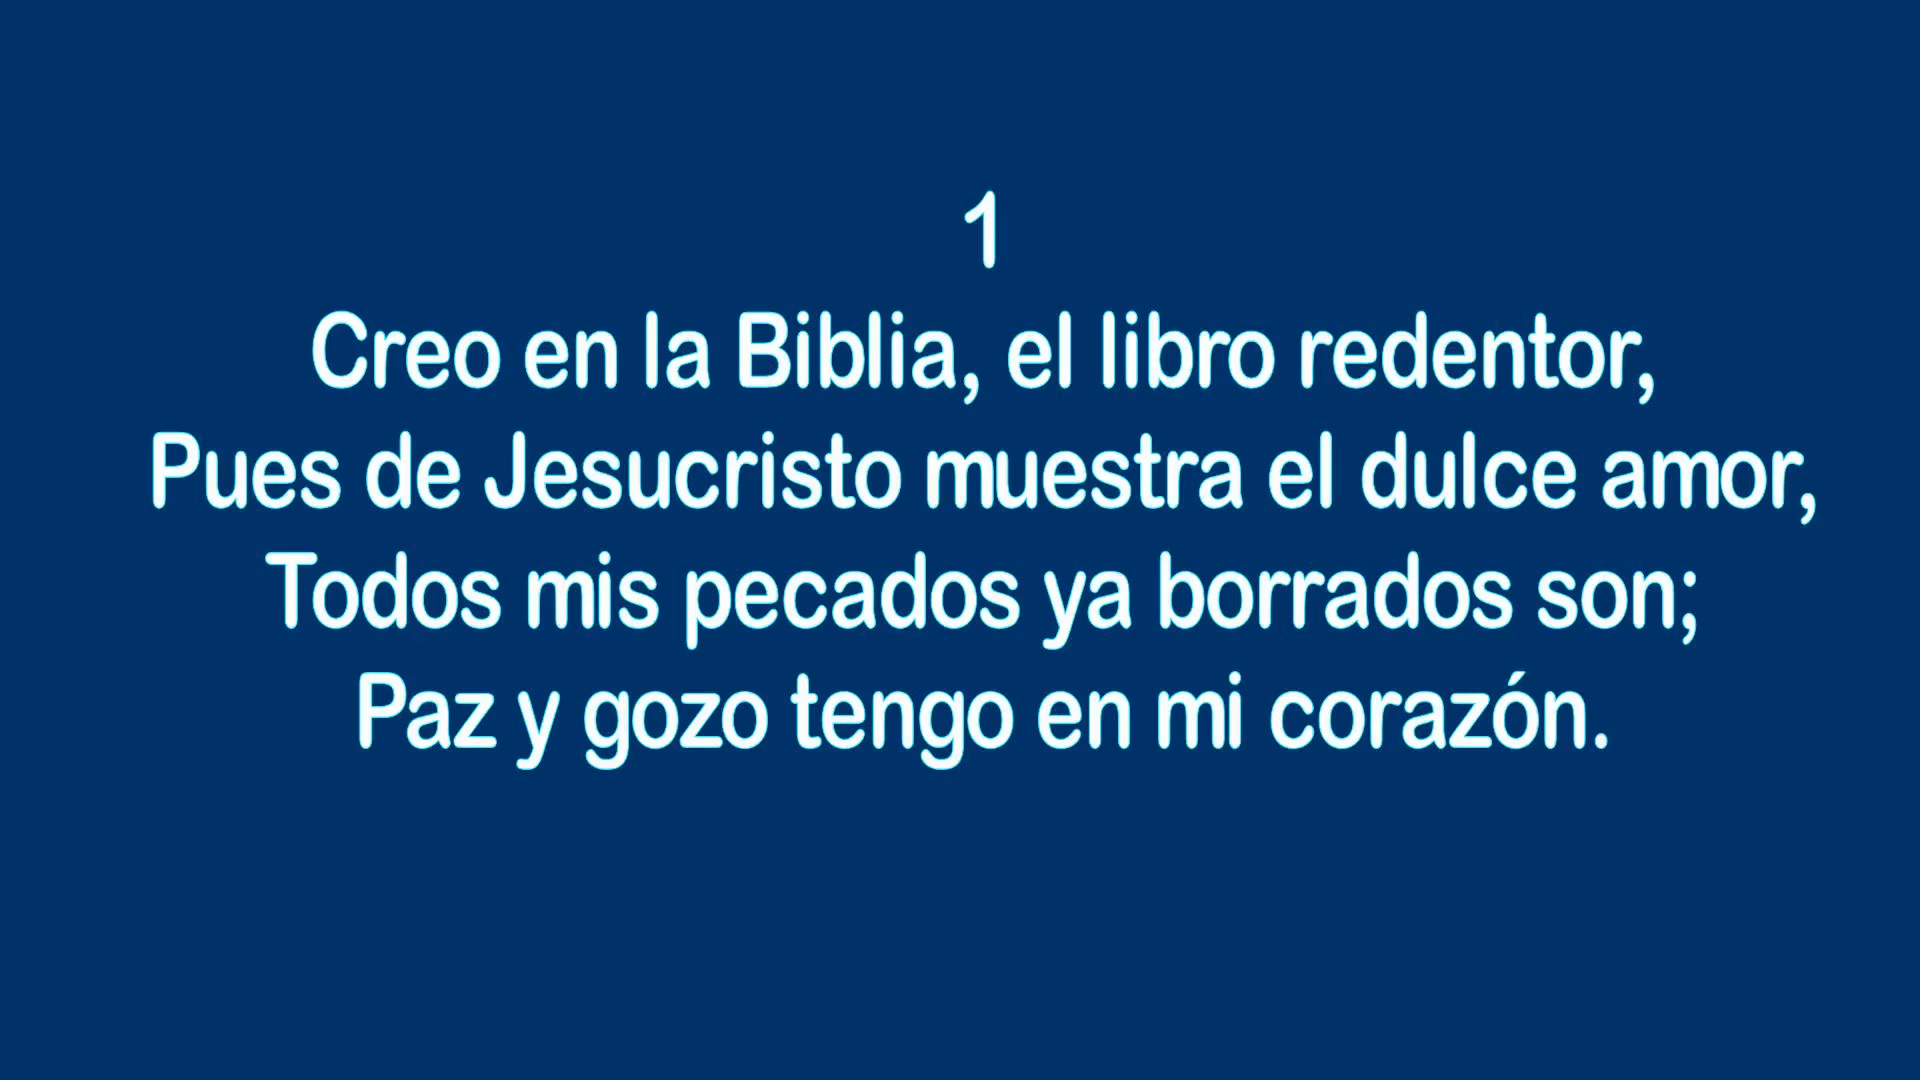 1
Creo en la Biblia, el libro redentor,
Pues de Jesucristo muestra el dulce amor,
Todos mis pecados ya borrados son;
Paz y gozo tengo en mi corazón.